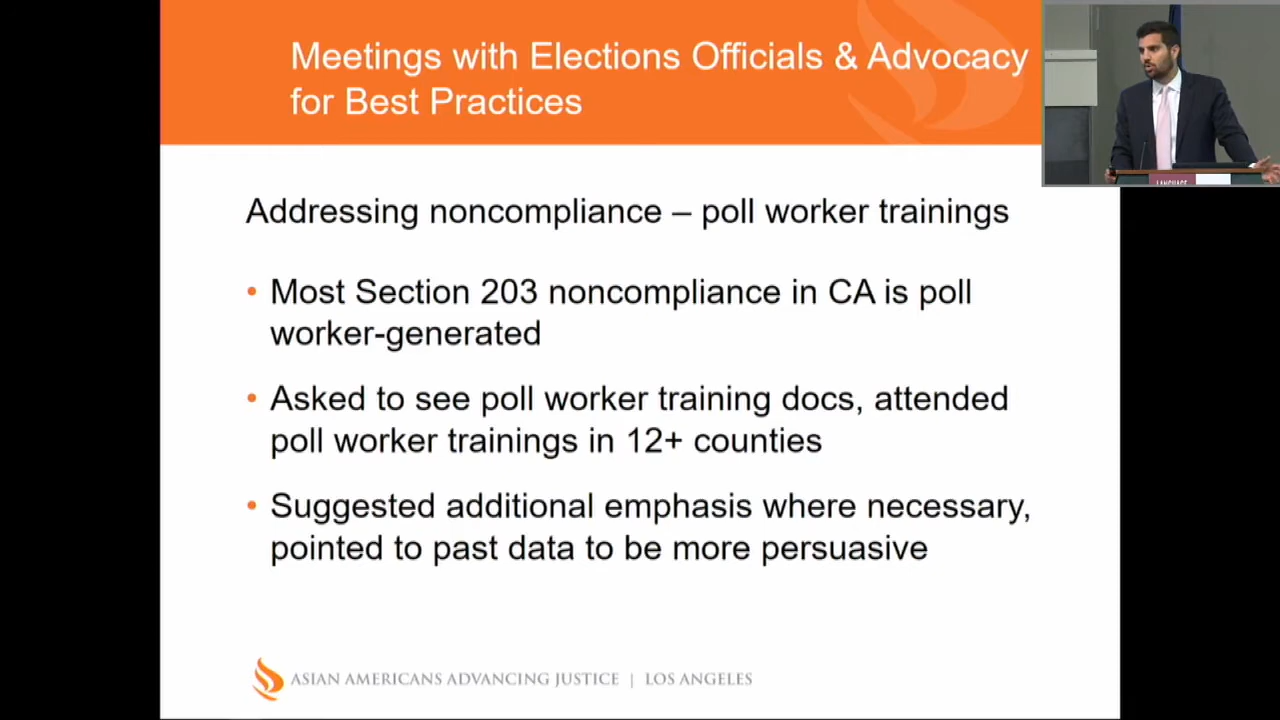 Meetings with Elections Officials & Advocacy
for Best Practices
Addressing noncompliance – poll worker trainings
• Most Section 203 noncompliance in CA is poll
worker-generated
• Asked to see poll worker training docs, attended
poll worker trainings in 12+ counties
• Suggested additional emphasis where necessary,
pointed to past data to be more persuasive
ASIAN AMERICANS ADVANCING JUSTICE | LOS ANGELES
LANGUAGE